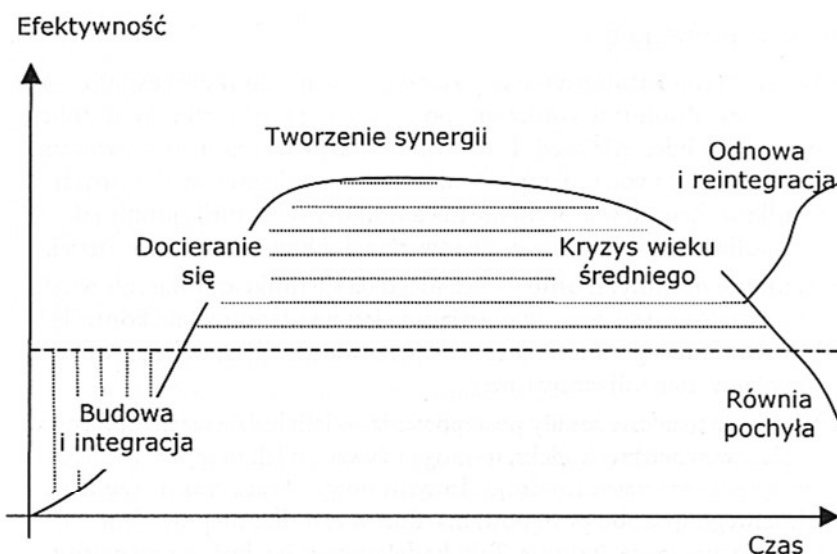 Efektywność
Tworzenie synergii
Odnowa
i reintegracja
Docieranie
się
Kryzys wieku
średniego
Budowa
i integracja
Równia
pochyła
Czas